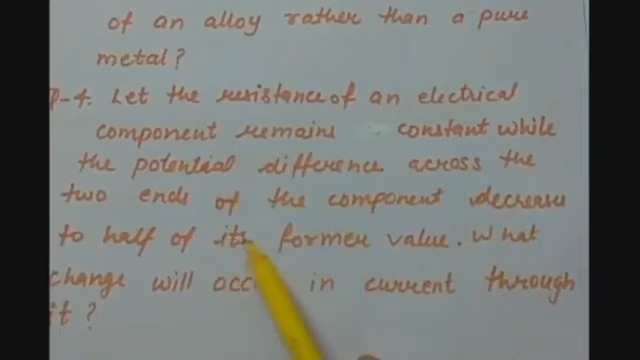 of an alloy rather than a pure
metal?
Q-4. Let the resistance of an electrical
component remains constant while
the potential difference across the
two ends of the component decreases
to half of its former value. What
change will occ in current through
it?